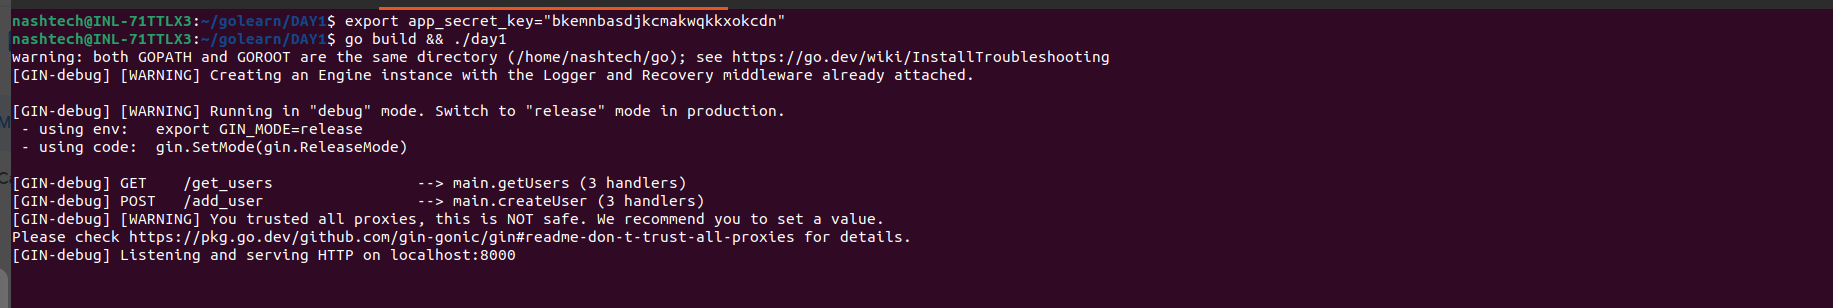 nashtech@INL-71TTLX3:~/golearn/DAY1$ export app_secret_key="bkemnbasdjkcmakwqkkxokcdn"
nashtech@INL-71TTLX3:~/golearn/DAY1$ go build && ./day1
warning: both GOPATH and GOROOT are the same directory (/home/nashtech/go); see https://go.dev/wiki/InstallTroubleshooting
[GIN-debug] [WARNING] Creating an Engine instance with the Logger and Recovery middleware already attached.
[GIN-debug] [WARNING] Running in "debug" mode. Switch to "release" mode in production.
 - using env:   export GIN_MODE=release
 - using code:  gin.SetMode(gin.ReleaseMode)
[GIN-debug] GET    /get_users                --> main.getUsers (3 handlers)
[GIN-debug] POST   /add_user                 --> main.createUser (3 handlers)
[GIN-debug] [WARNING] You trusted all proxies, this is NOT safe. We recommend you to set a value.
Please check https://pkg.go.dev/github.com/gin-gonic/gin#readme-don-t-trust-all-proxies for details.
[GIN-debug] Listening and serving HTTP on localhost:8000